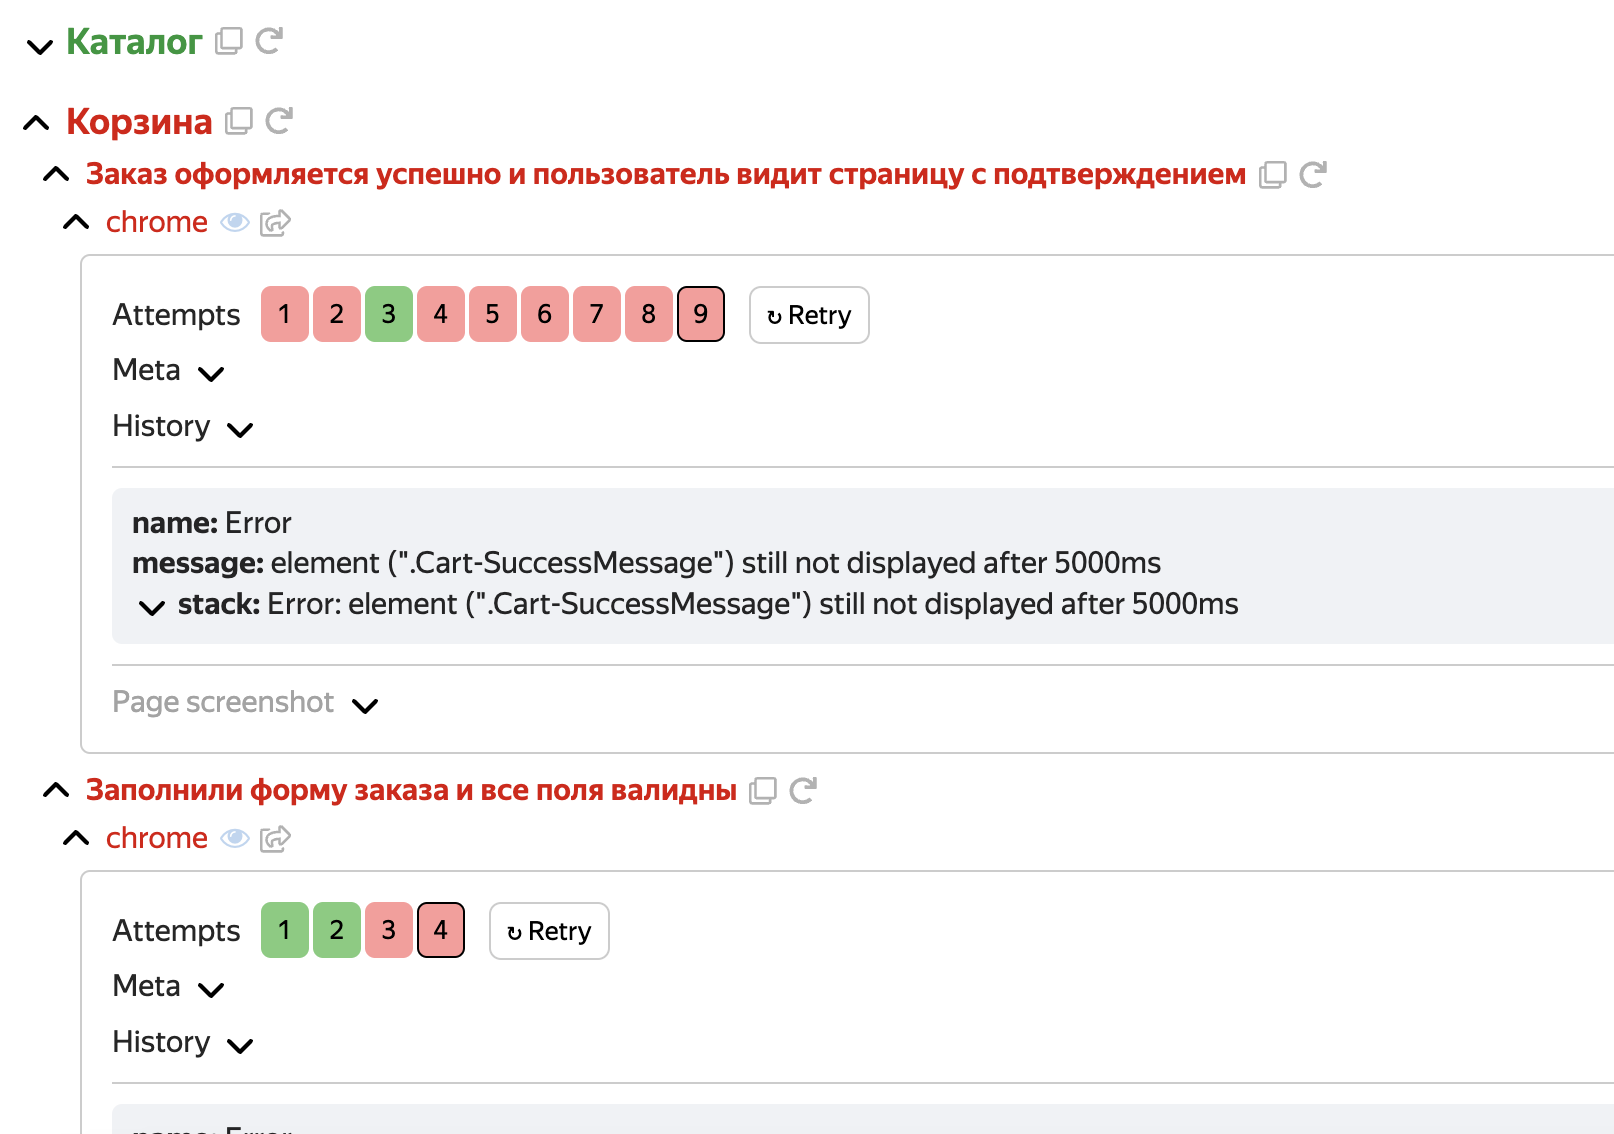 Каталог
Корзина
Заказ оформляется успешно и пользователь видит страницу с подтверждением
chrome
Attempts 1 2 3 4 5 6 7 8 9 ↻ Retry
Meta
History
name: Error
message: element (".Cart-SuccessMessage") still not displayed after 5000ms
stack: Error: element (".Cart-SuccessMessage") still not displayed after 5000ms
Page screenshot
Заполнили форму заказа и все поля валидны
chrome
Attempts 1 2 3 4 ↻ Retry
Meta
History
name: Error